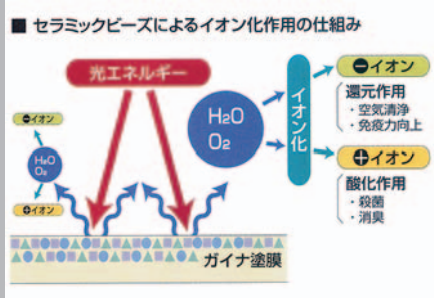 ■ セラミックビーズによるイオン化作用の仕組み
光エネルギー
⊖イオン
H₂O
O₂
⊕イオン
H₂O
O₂
イオン化
⊖イオン
還元作用
・空気清浄
・免疫力向上
⊕イオン
酸化作用
・殺菌
・消臭
ガイナ塗膜